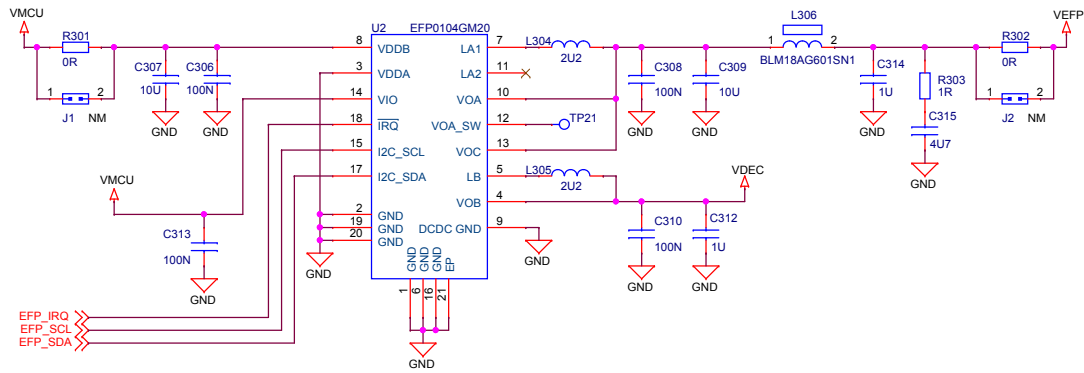 VMCU
R301
0R
J1 NM
1 2
C307
10U
C306
100N
GND
GND
VMCU
C313
100N
GND
EFP_IRQ
EFP_SCL
EFP_SDA
U2 EFP0104GM20
8 VDDB
3 VDDA
14 VIO
18 IRQ
15 I2C_SCL
17 I2C_SDA
2 GND
19 GND
20 GND
GND
LA1 7
LA2 11
VOA 10
VOA_SW 12
VOC 13
LB 5
VOB 4
DCDC GND 9
GND GND GND EP
1 6 16 21
GND
GND
L304
2U2
TP21
L305
2U2
C308
100N
C309
10U
GND
GND
VDEC
C310
100N
C312
1U
GND
GND
L306
1 2
BLM18AG601SN1
C314
1U
GND
R303
1R
C315
4U7
GND
VEFP
R302
0R
1 2
J2 NM